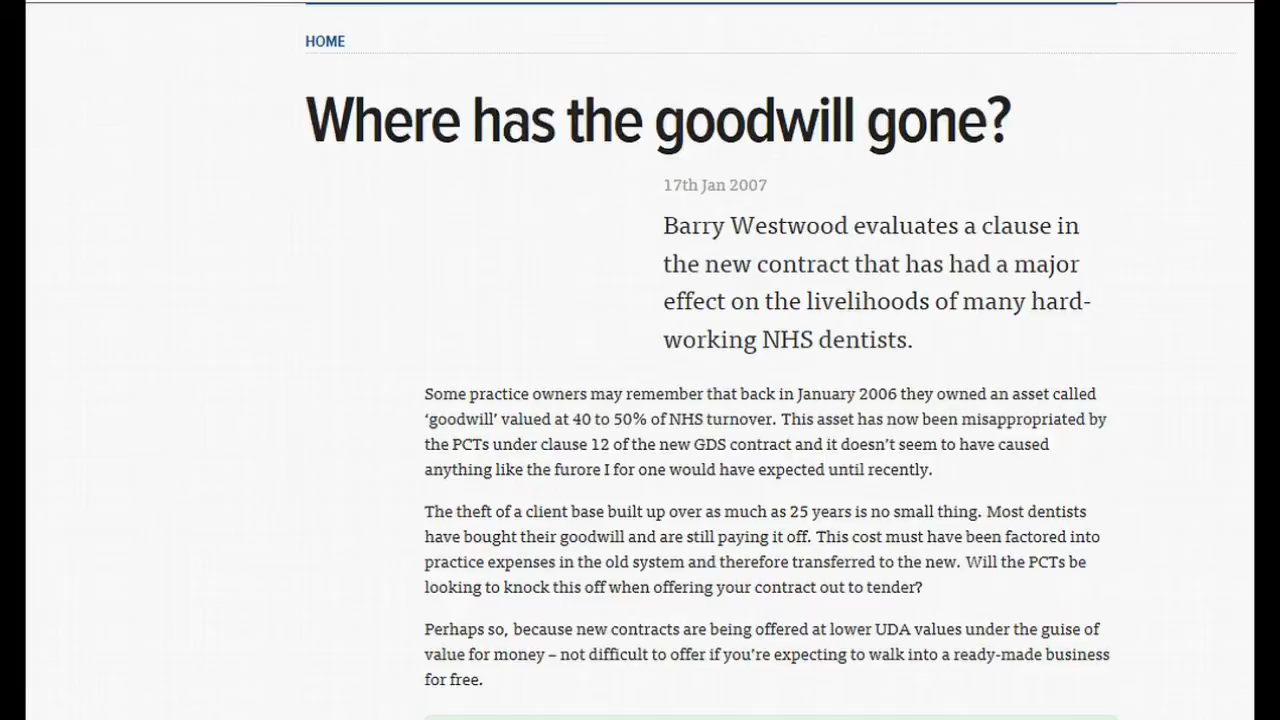 HOME
Where has the goodwill gone?
17th Jan 2007
Barry Westwood evaluates a clause in
the new contract that has had a major
effect on the livelihoods of many hard-
working NHS dentists.
Some practice owners may remember that back in January 2006 they owned an asset called
‘goodwill’ valued at 40 to 50% of NHS turnover. This asset has now been misappropriated by
the PCTs under clause 12 of the new GDS contract and it doesn’t seem to have caused
anything like the furore I for one would have expected until recently.
The theft of a client base built up over as much as 25 years is no small thing. Most dentists
have bought their goodwill and are still paying it off. This cost must have been factored into
practice expenses in the old system and therefore transferred to the new. Will the PCTs be
looking to knock this off when offering your contract out to tender?
Perhaps so, because new contracts are being offered at lower UDA values under the guise of
value for money – not difficult to offer if you’re expecting to walk into a ready-made business
for free.